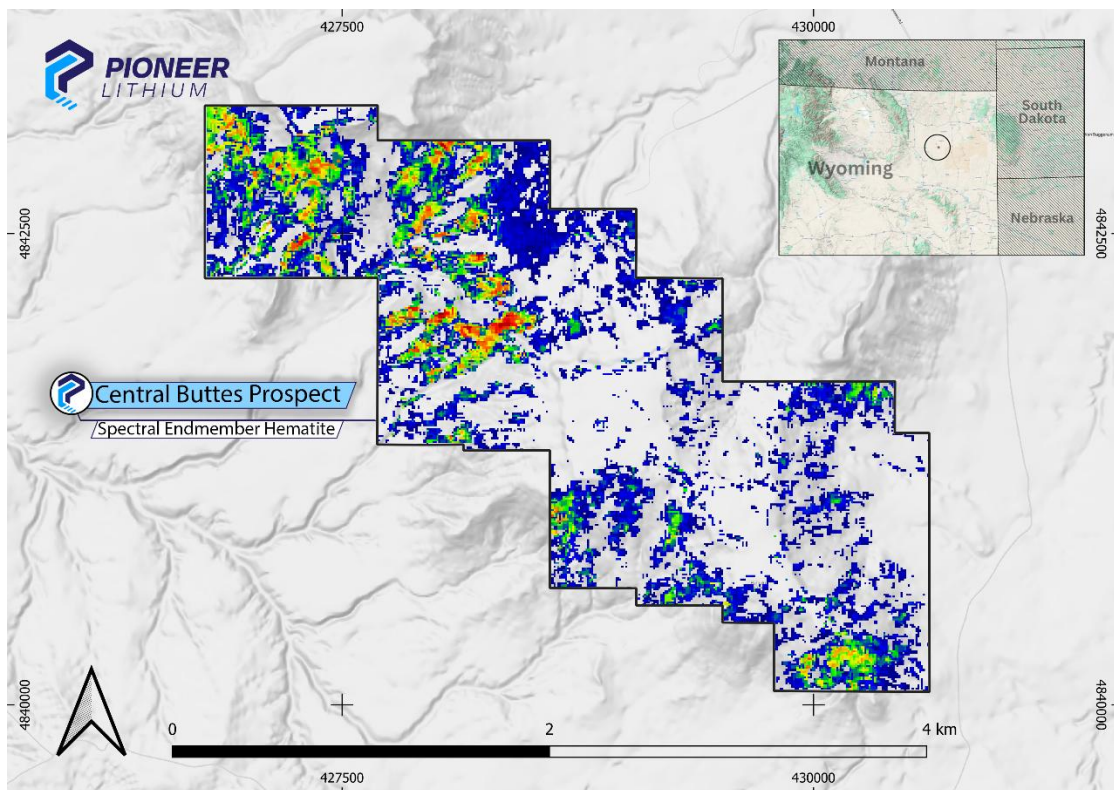 427500
430000
PIONEER
LITHIUM
Montana
South
Dakota
Wyoming
Nebraska
4842500
4842500
Central Buttes Prospect
Spectral Endmember Hematite
4840000
4840000
0
2
4 km
427500
430000